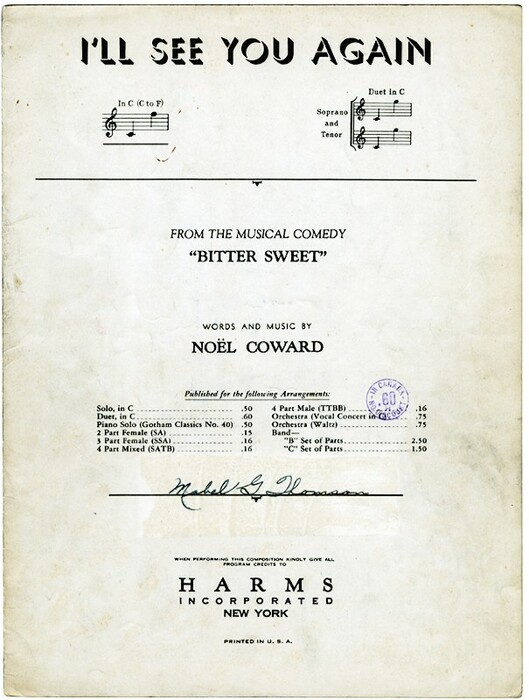 I'LL SEE YOU AGAIN
In C (C to F)
Duet in C
Soprano
and
Tenor
FROM THE MUSICAL COMEDY
"BITTER SWEET"
WORDS AND MUSIC BY
NOËL COWARD
Published for the following Arrangements:
Solo, in C .50
Duet, in C .60
Piano Solo (Gotham Classics No. 40) .50
2 Part Female (SA) .15
3 Part Female (SSA) .16
4 Part Mixed (SATB) .16
4 Part Male (TTBB) .16
Orchestra (Vocal Concert in .75
Orchestra (Waltz) .75
Band—
"B" Set of Parts 2.50
"C" Set of Parts 1.50
IN CANADA
.60
Mabel G Thomson
WHEN PERFORMING THIS COMPOSITION KINDLY GIVE ALL
PROGRAM CREDITS TO
HARMS
INCORPORATED
NEW YORK
PRINTED IN U. S. A.